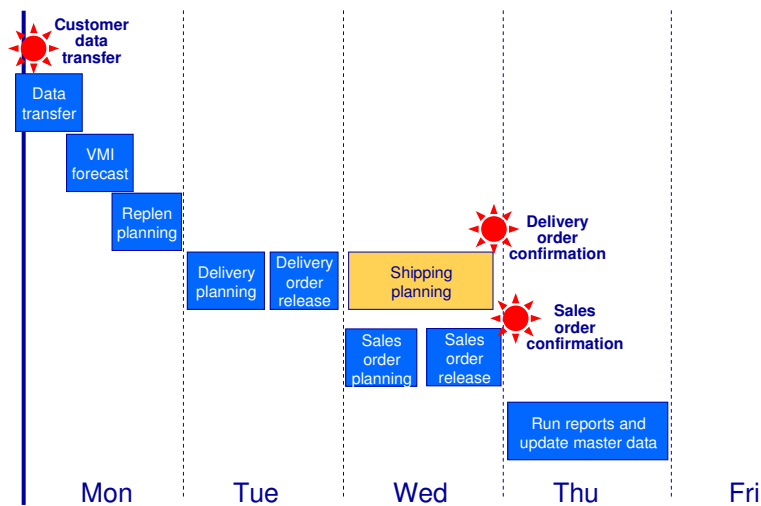 Customer
data
transfer
Data
transfer
VMI
forecast
Replen
planning
Delivery
order
confirmation
Delivery
planning
Delivery
order
release
Shipping
planning
Sales
order
confirmation
Sales
order
planning
Sales
order
release
Run reports and
update master data
Mon
Tue
Wed
Thu
Fri